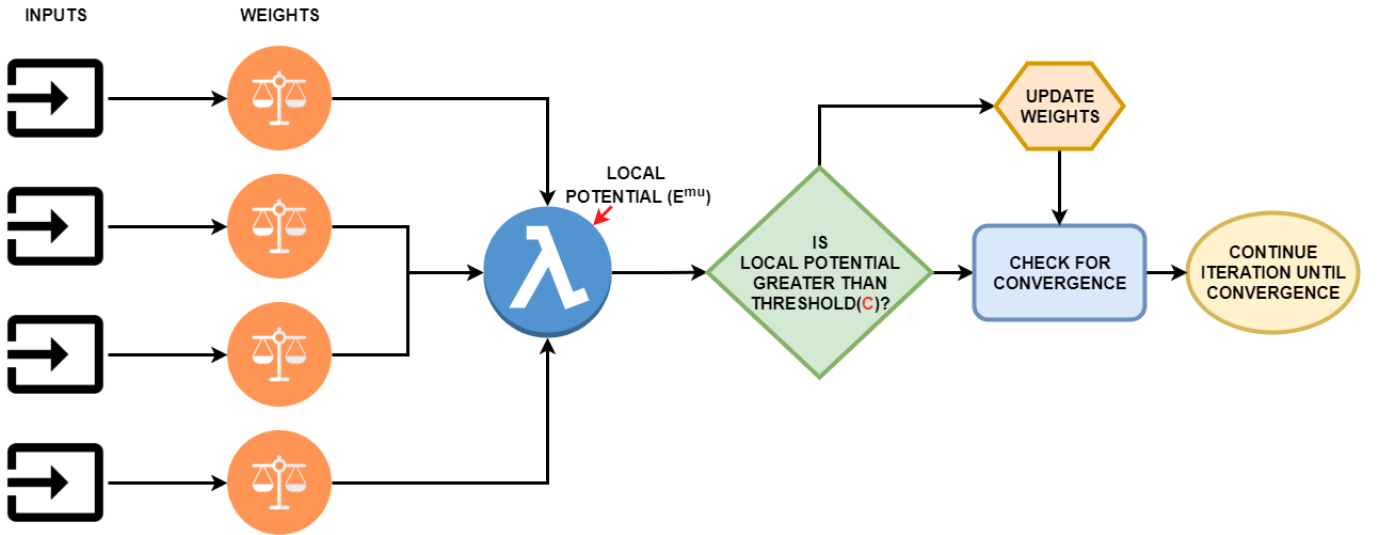 INPUTS
WEIGHTS
LOCAL
POTENTIAL (E^mu)
IS
LOCAL POTENTIAL
GREATER THAN
THRESHOLD(C)?
UPDATE
WEIGHTS
CHECK FOR
CONVERGENCE
CONTINUE
ITERATION UNTIL
CONVERGENCE